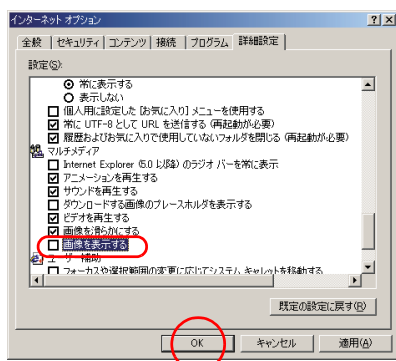 インターネット オプション
全般 セキュリティ コンテンツ 接続 プログラム 詳細設定
設定(S):
常に表示する
表示しない
個人用に設定した [お気に入り] メニューを使用する
常に UTF-8 として URL を送信する (再起動が必要)
履歴およびお気に入りで使用していないフォルダを閉じる (再起動が必要)
マルチメディア
Internet Explorer (5.0 以降) のラジオ バーを常に表示
アニメーションを再生する
サウンドを再生する
ダウンロードする画像のプレースホルダを表示する
ビデオを再生する
画像を滑らかにする
画像を表示する
ユーザー補助
フォーカスや選択範囲の変更に応じてシステム キャレットを移動する
既定の設定に戻す(R)
OK キャンセル 適用(A)